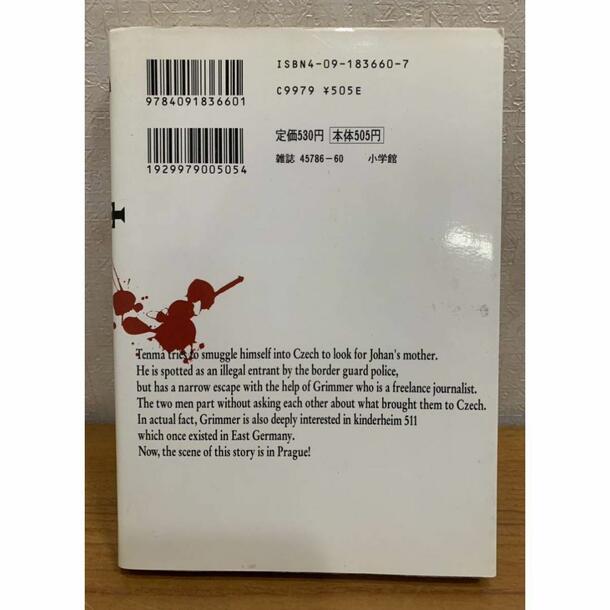 ISBN4-09-183660-7
C9979 ¥505E
9784091836601
定価530円 本体505円
雑誌 45786-60 小学館
1929979005054
Tenma tries to smuggle himself into Czech to look for Johan's mother.
He is spotted as an illegal entrant by the border guard police,
but has a narrow escape with the help of Grimmer who is a freelance journalist.
The two men part without asking each other about what brought them to Czech.
In actual fact, Grimmer is also deeply interested in kinderheim 511
which once existed in East Germany.
Now, the scene of this story is in Prague!